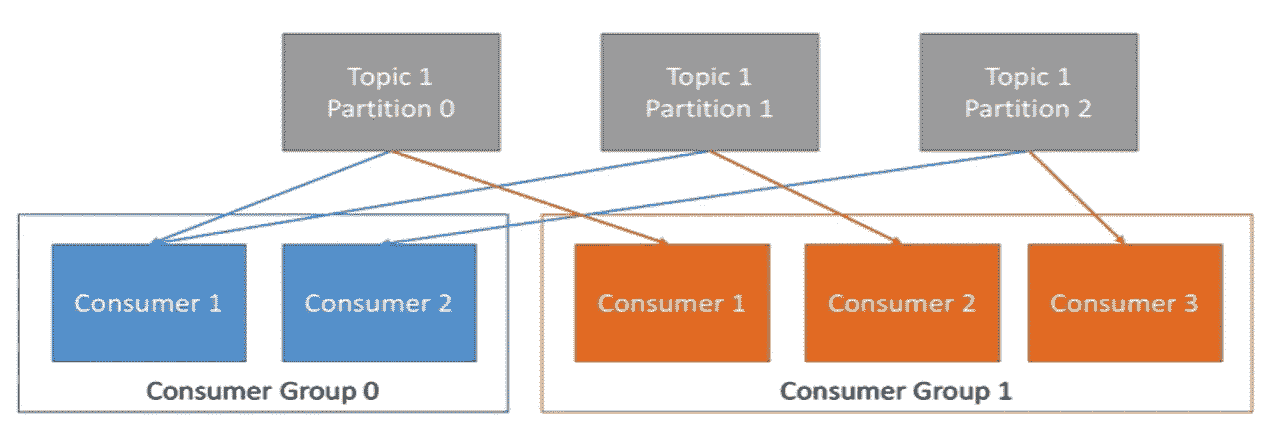 Topic 1
Partition 0
Topic 1
Partition 1
Topic 1
Partition 2
Consumer 1
Consumer 2
Consumer Group 0
Consumer 1
Consumer 2
Consumer 3
Consumer Group 1